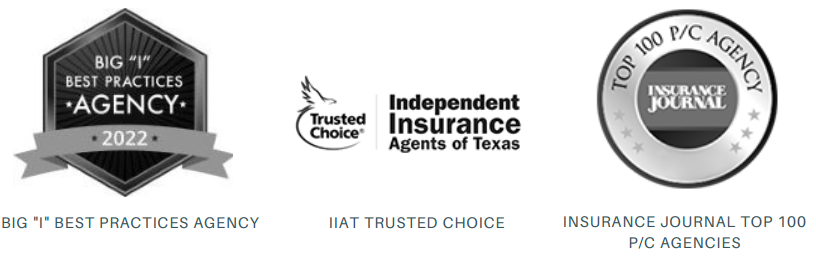 BIG "I"
BEST PRACTICES
AGENCY
2022
BIG "I" BEST PRACTICES AGENCY
Trusted
Choice®
Independent
Insurance
Agents of Texas
IIAT TRUSTED CHOICE
TOP 100 P/C AGENCY
INSURANCE
JOURNAL
INSURANCE JOURNAL TOP 100
P/C AGENCIES